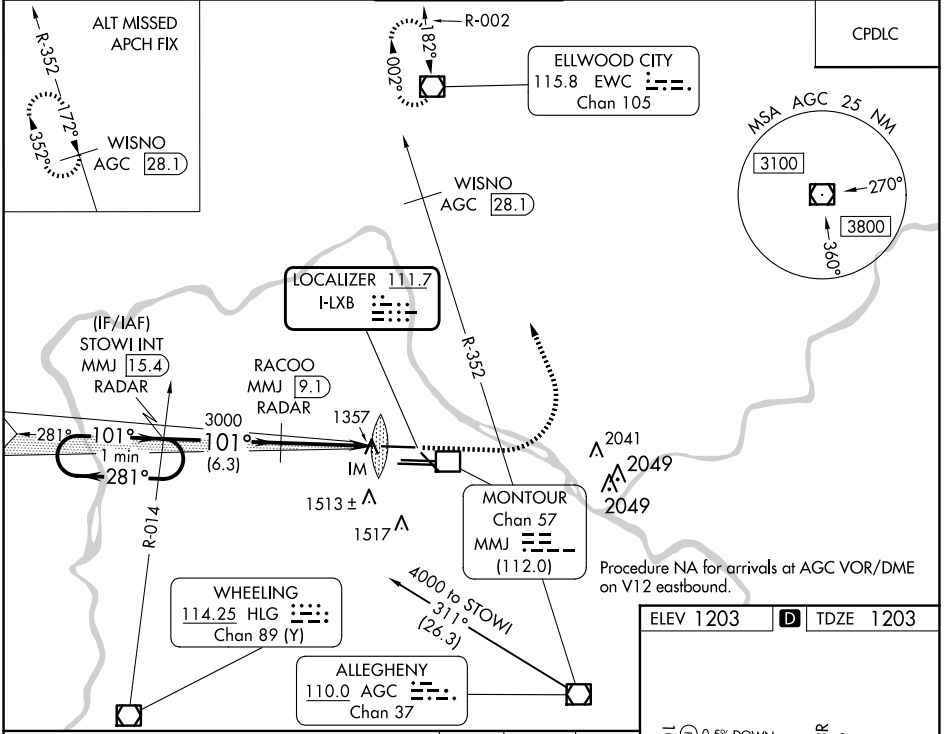 ALT MISSED
APCH FIX
R-352
172°
352°
WISNO
AGC 28.1
R-002
182°
002°
ELLWOOD CITY
115.8 EWC
Chan 105
CPDLC
MSA AGC 25 NM
3100
270°
3800
360°
WISNO
AGC 28.1
LOCALIZER 111.7
I-LXB
R-352
(IF/IAF)
STOWI INT
MMJ 15.4
RADAR
RACOO
MMJ 9.1
RADAR
3000
1357
281°
101°
101°
1 min
(6.3)
281°
IM
2041
2049
2049
1513 ±
1517
MONTOUR
Chan 57
MMJ
(112.0)
R-014
Procedure NA for arrivals at AGC VOR/DME
on V12 eastbound.
4000 to STOWI
311°
(26.3)
WHEELING
114.25 HLG
Chan 89 (Y)
ALLEGHENY
110.0 AGC
Chan 37
ELEV 1203 D TDZE 1203
0.5% DOWN